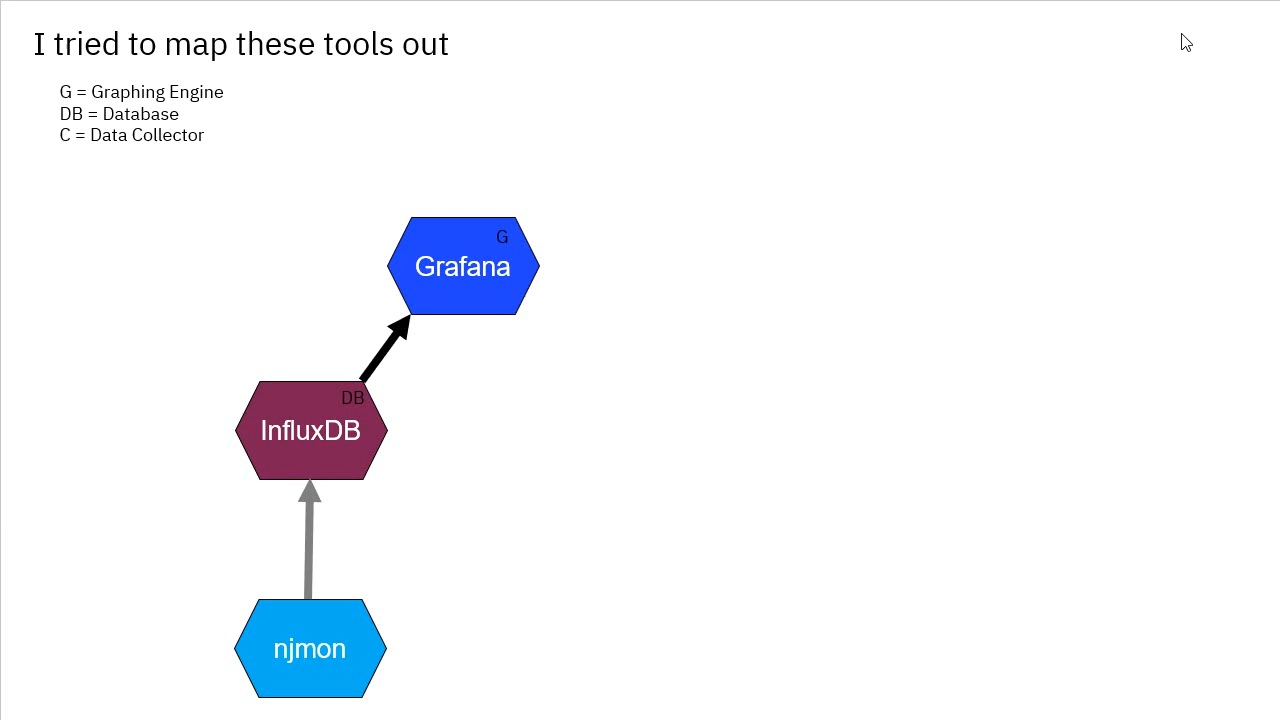 I tried to map these tools out
G = Graphing Engine
DB = Database
C = Data Collector
G
Grafana
DB
InfluxDB
njmon